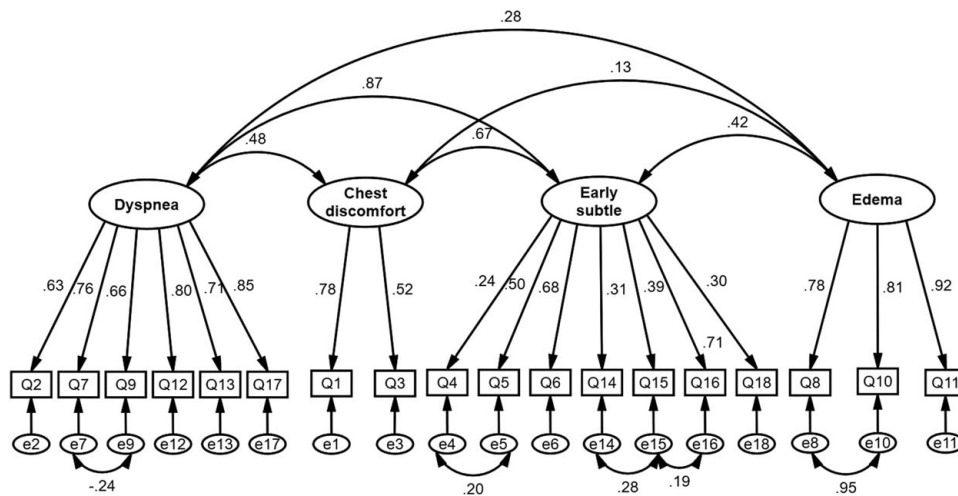 .28
.87
.13
.48
.67
.42
Dyspnea
Chest
discomfort
Early
subtle
Edema
.63 .76 .66 .80 .71 .85
.78 .52
.24 .50 .68 .31 .39 .30
.71
.78 .81 .92
Q2 Q7 Q9 Q12 Q13 Q17 Q1 Q3 Q4 Q5 Q6 Q14 Q15 Q16 Q18 Q8 Q10 Q11
e2 e7 e9 e12 e13 e17 e1 e3 e4 e5 e6 e14 e15 e16 e18 e8 e10 e11
-.24 .20 .28 .19 .95